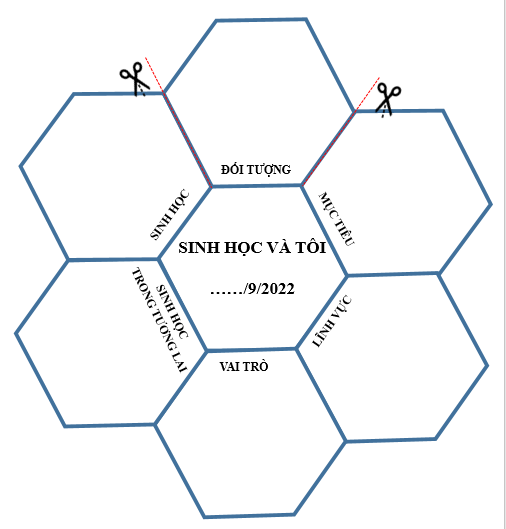 ĐỐI TƯỢNG
SINH HỌC
MỤC TIÊU
SINH HỌC VÀ TÔI
……/9/2022
SINH HỌC
TRONG TƯƠNG LAI
LĨNH VỰC
VAI TRÒ